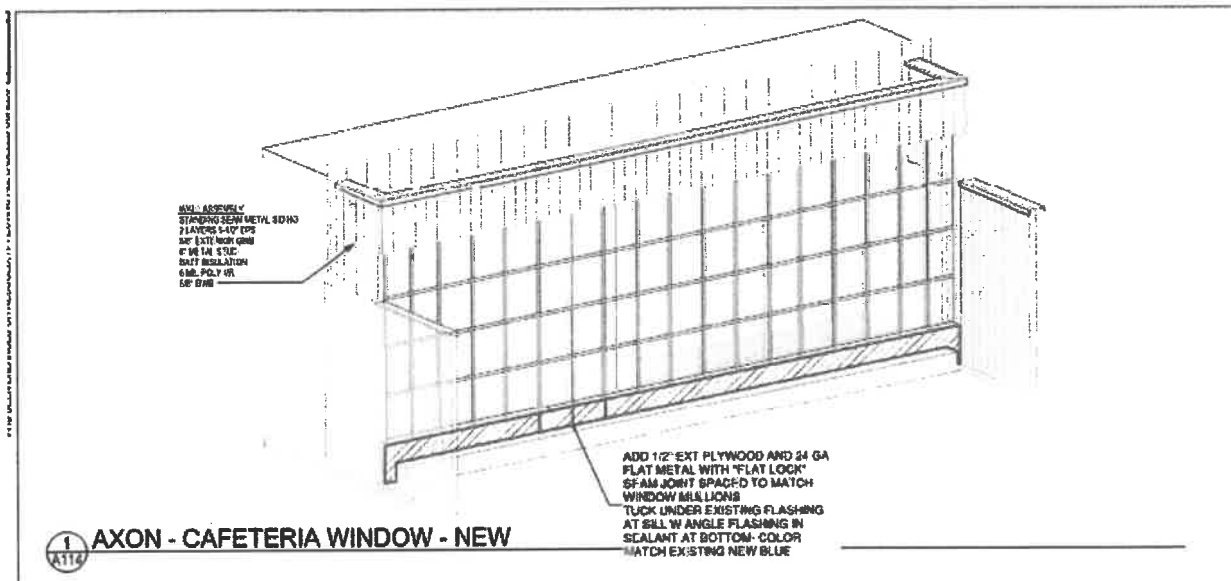 WALL ASSEMBLY
STANDING SEAM METAL SIDING
2 LAYERS 1-1/2" EPS
5/8" EXTERIOR GWB
6" METAL STUD
BATT INSULATION
6 MIL POLY VR
5/8" GWB
ADD 1/2" EXT PLYWOOD AND 24 GA
FLAT METAL WITH "FLAT LOCK"
SEAM JOINT SPACED TO MATCH
WINDOW MULLIONS
TUCK UNDER EXISTING FLASHING
AT SILL W ANGLE FLASHING IN
SEALANT AT BOTTOM- COLOR
MATCH EXISTING NEW BLUE
1
A114
AXON - CAFETERIA WINDOW - NEW